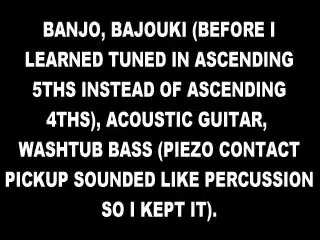 BANJO, BAJOUKI (BEFORE I
LEARNED TUNED IN ASCENDING
5THS INSTEAD OF ASCENDING
4THS), ACOUSTIC GUITAR,
WASHTUB BASS (PIEZO CONTACT
PICKUP SOUNDED LIKE PERCUSSION
SO I KEPT IT).